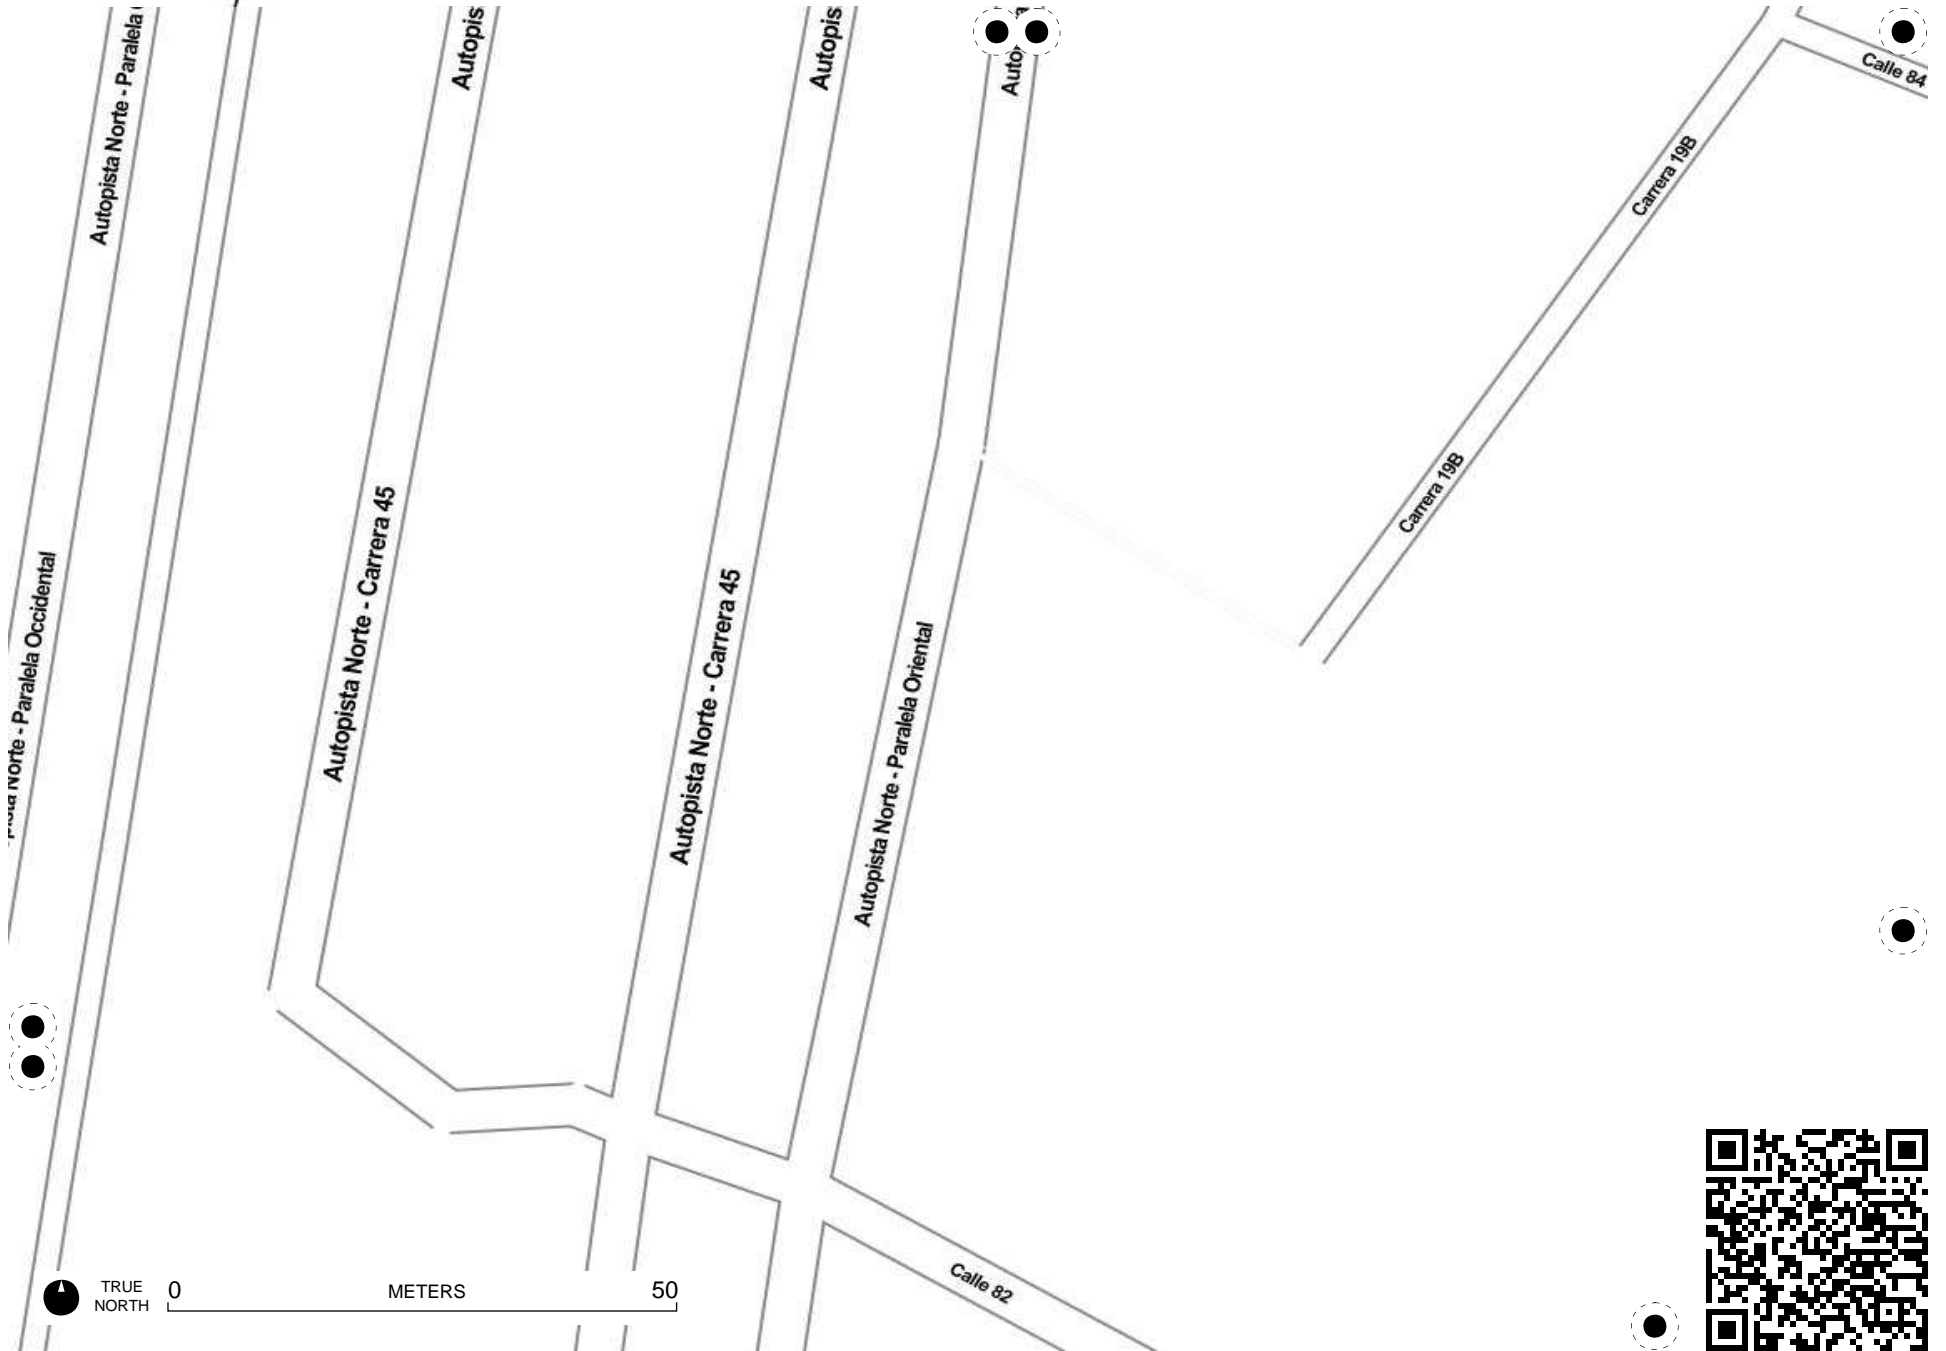 Autopista Norte - Paralela
Autopis
Autopis
Auto
Calle 84
Carrera 19B
Carrera 19B
Autopista Norte - Carrera 45
Autopista Norte - Carrera 45
Norte - Paralela Occidental
Autopista Norte - Paralela Oriental
Calle 82
TRUE
NORTH
0 METERS 50